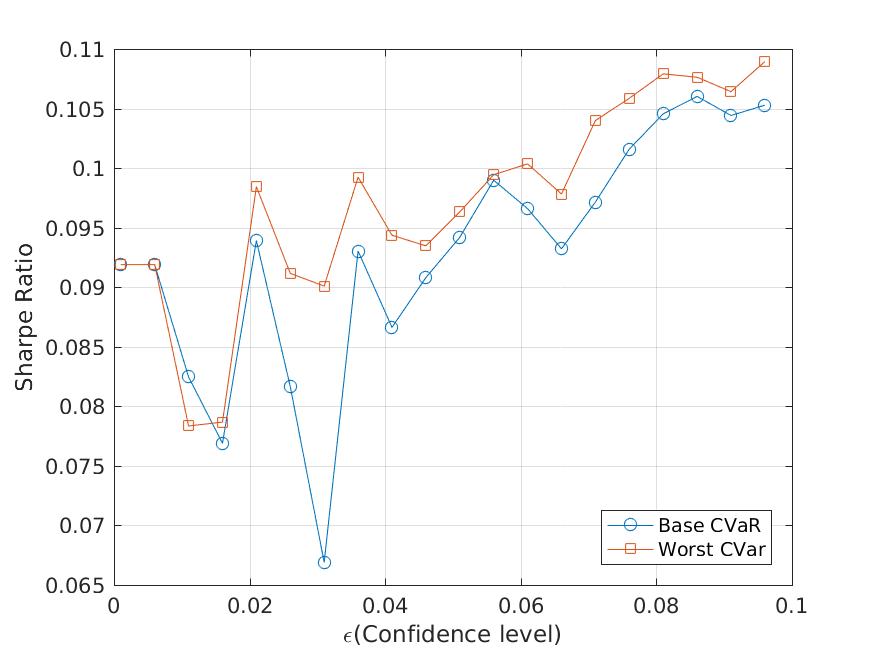 0.11
0.105
0.1
0.095
0.09
0.085
0.08
0.075
0.07
0.065
Sharpe Ratio
Base CVaR
Worst CVar
0 0.02 0.04 0.06 0.08 0.1
ϵ(Confidence level)